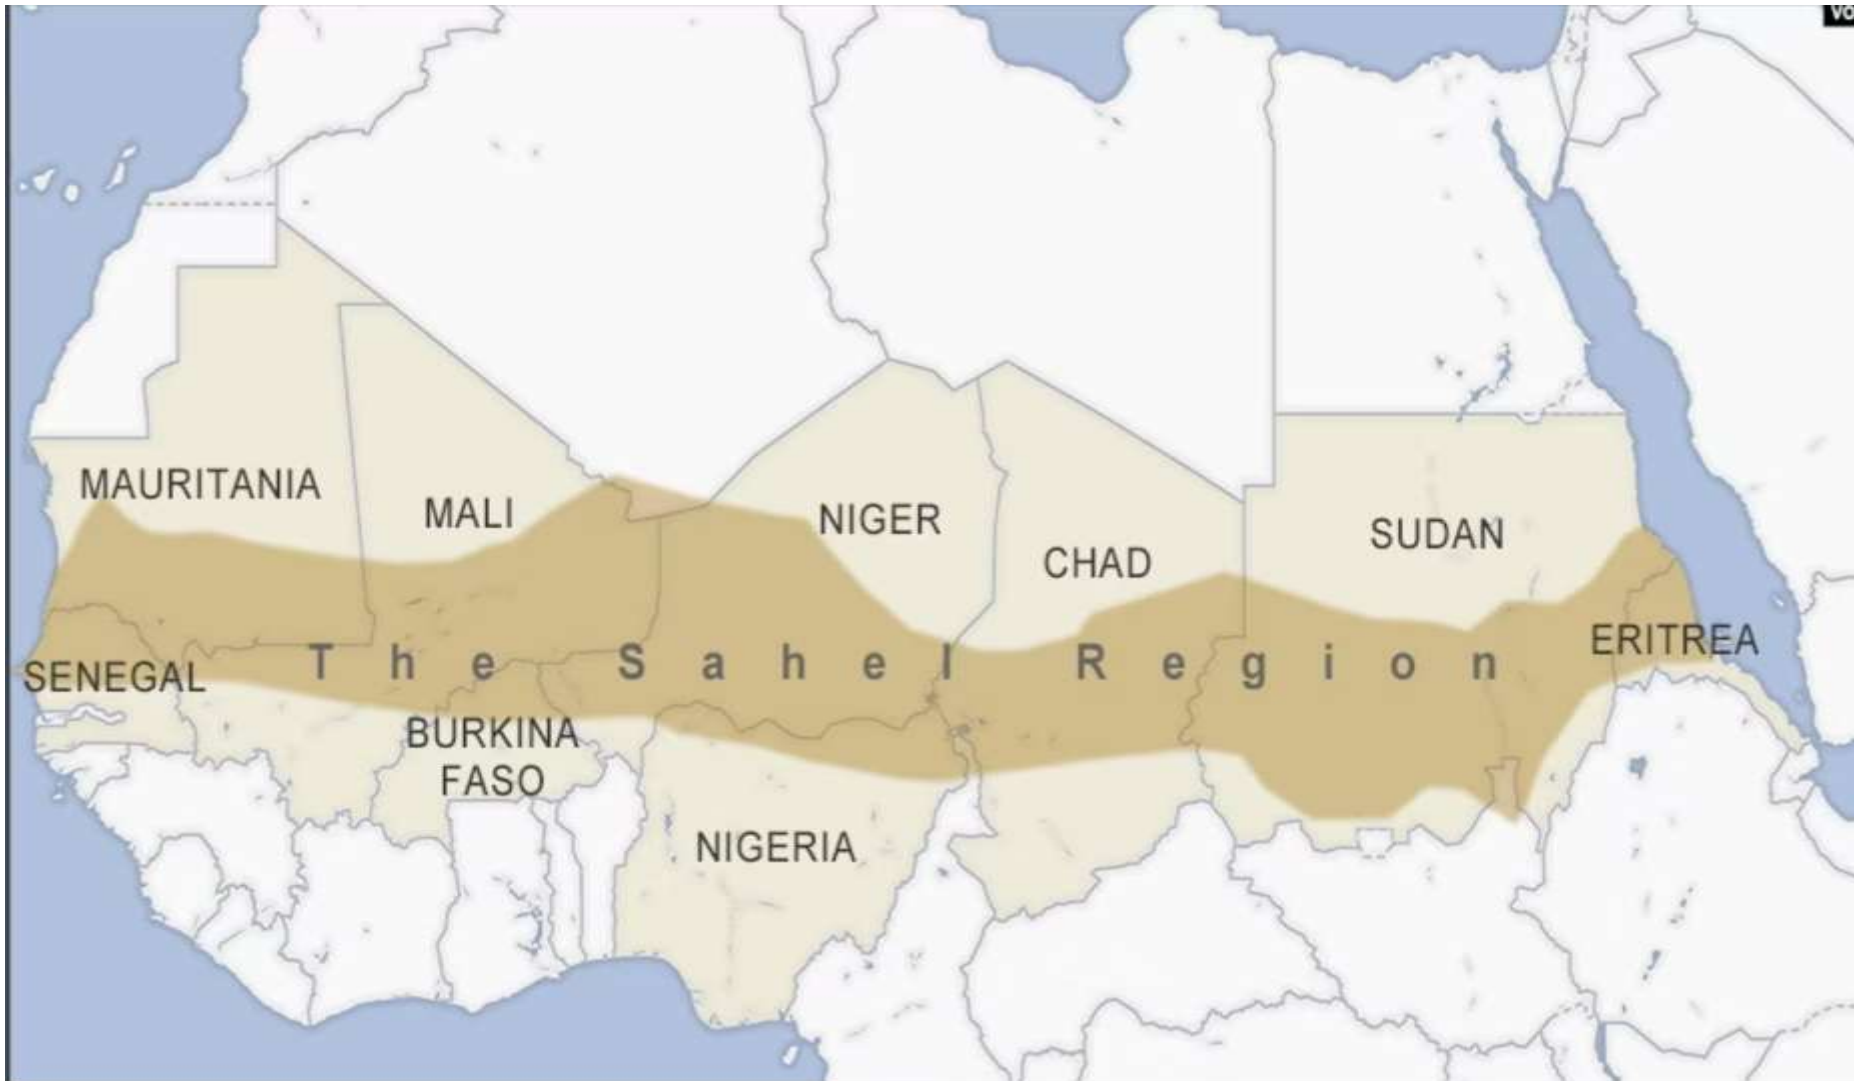 MAURITANIA
MALI
NIGER
CHAD
SUDAN
ERITREA
The Sahel Region
SENEGAL
BURKINA
FASO
NIGERIA